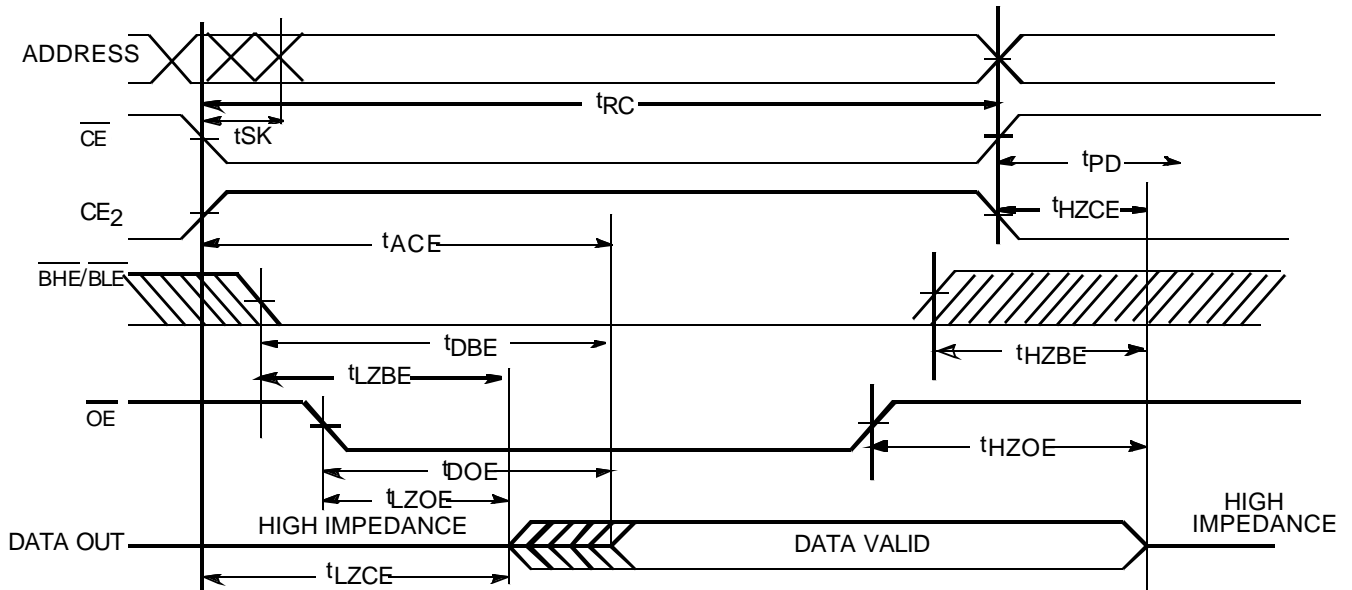 ADDRESS
tRC
tSK
CE
tPD
CE2
tHZCE
tACE
BHE/BLE
tDBE
tHZBE
tLZBE
OE
tHZOE
tDOE
tLZOE
HIGH IMPEDANCE
HIGH
IMPEDANCE
DATA OUT
DATA VALID
tLZCE